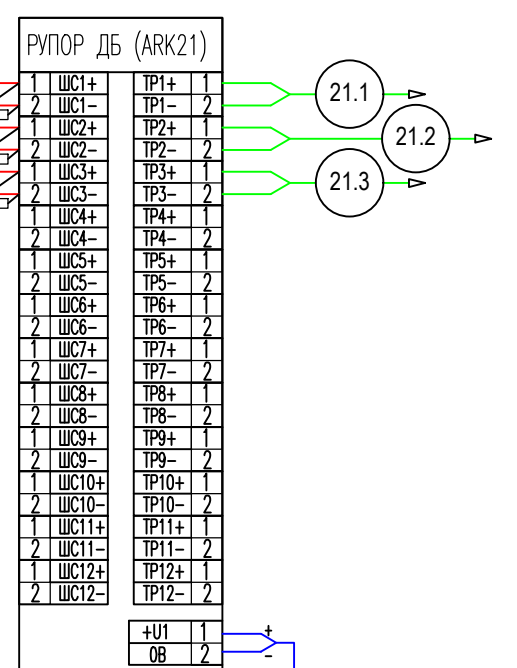 РУПОР ДБ (ARK21)
1 ШС1+ ТР1+ 1
2 ШС1- ТР1- 2
1 ШС2+ ТР2+ 1
2 ШС2- ТР2- 2
1 ШС3+ ТР3+ 1
2 ШС3- ТР3- 2
1 ШС4+ ТР4+ 1
2 ШС4- ТР4- 2
1 ШС5+ ТР5+ 1
2 ШС5- ТР5- 2
1 ШС6+ ТР6+ 1
2 ШС6- ТР6- 2
1 ШС7+ ТР7+ 1
2 ШС7- ТР7- 2
1 ШС8+ ТР8+ 1
2 ШС8- ТР8- 2
1 ШС9+ ТР9+ 1
2 ШС9- ТР9- 2
1 ШС10+ ТР10+ 1
2 ШС10- ТР10- 2
1 ШС11+ ТР11+ 1
2 ШС11- ТР11- 2
1 ШС12+ ТР12+ 1
2 ШС12- ТР12- 2
+U1 1 +
0В 2 -
21.1
21.2
21.3